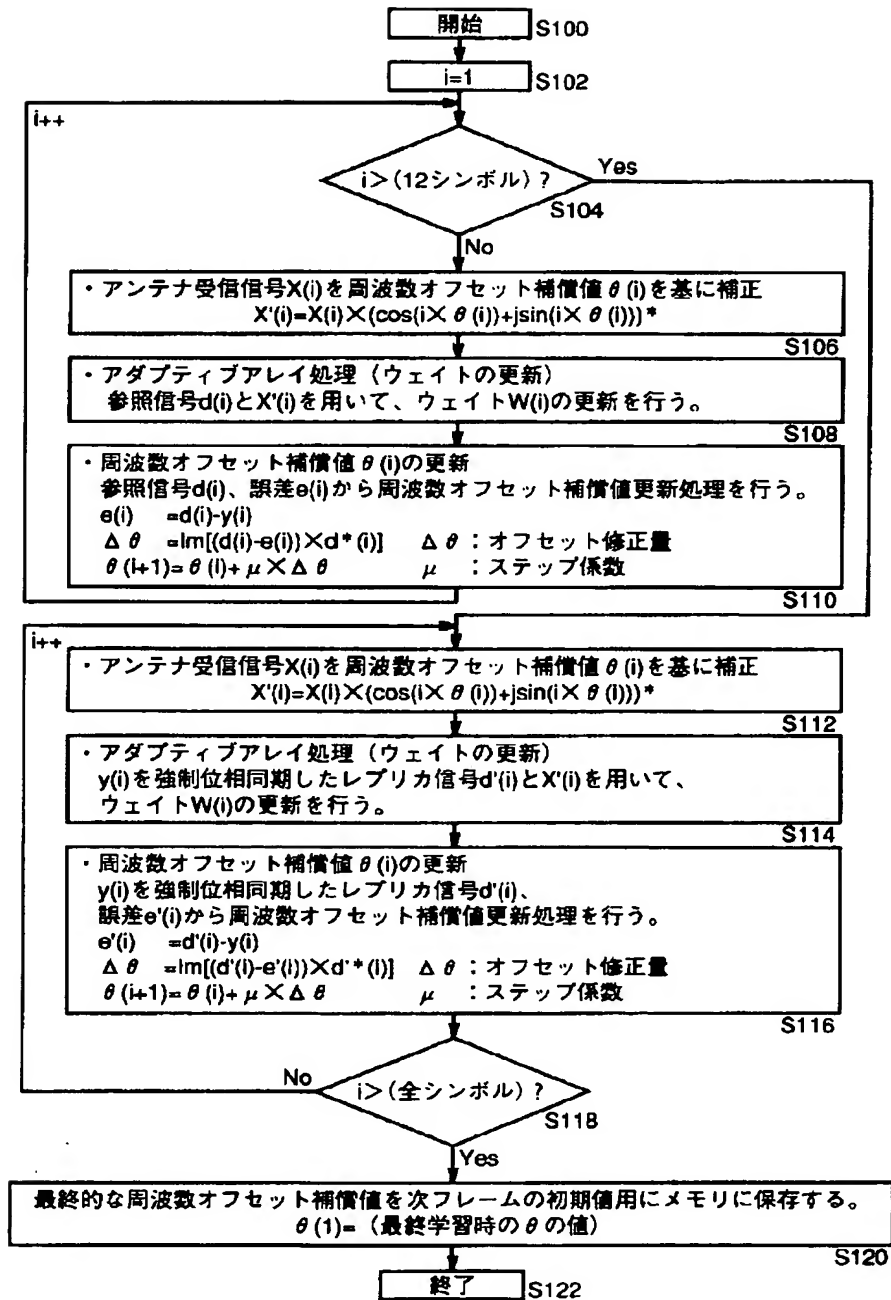 開始 S100
i=1 S102
i++
i>(12シンボル)?
Yes
S104
No
・アンテナ受信信号X(i)を周波数オフセット補償値θ(i)を基に補正
X'(i)=X(i)×(cos(i×θ(i))+jsin(i×θ(i)))*
S106
・アダプティブアレイ処理（ウェイトの更新）
参照信号d(i)とX'(i)を用いて、ウェイトW(i)の更新を行う。
S108
・周波数オフセット補償値θ(i)の更新
参照信号d(i)、誤差e(i)から周波数オフセット補償値更新処理を行う。
e(i) =d(i)-y(i)
Δθ =Im[(d(i)-e(i))×d*(i)] Δθ：オフセット修正量
θ(i+1)=θ(i)+μ×Δθ μ：ステップ係数
S110
i++
・アンテナ受信信号X(i)を周波数オフセット補償値θ(i)を基に補正
X'(i)=X(i)×(cos(i×θ(i))+jsin(i×θ(i)))*
S112
・アダプティブアレイ処理（ウェイトの更新）
y(i)を強制位相同期したレプリカ信号d'(i)とX'(i)を用いて、
ウェイトW(i)の更新を行う。
S114
・周波数オフセット補償値θ(i)の更新
y(i)を強制位相同期したレプリカ信号d'(i)、
誤差e'(i)から周波数オフセット補償値更新処理を行う。
e'(i) =d'(i)-y(i)
Δθ =Im[(d'(i)-e'(i))×d'*(i)] Δθ：オフセット修正量
θ(i+1)=θ(i)+μ×Δθ μ：ステップ係数
S116
No
i>(全シンボル)?
S118
Yes
最終的な周波数オフセット補償値を次フレームの初期値用にメモリに保存する。
θ(1)=（最終学習時のθの値）
S120
終了 S122